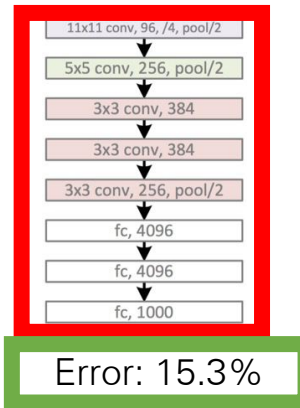 11x11 conv, 96, /4, pool/2
5x5 conv, 256, pool/2
3x3 conv, 384
3x3 conv, 384
3x3 conv, 256, pool/2
fc, 4096
fc, 4096
fc, 1000
Error: 15.3%